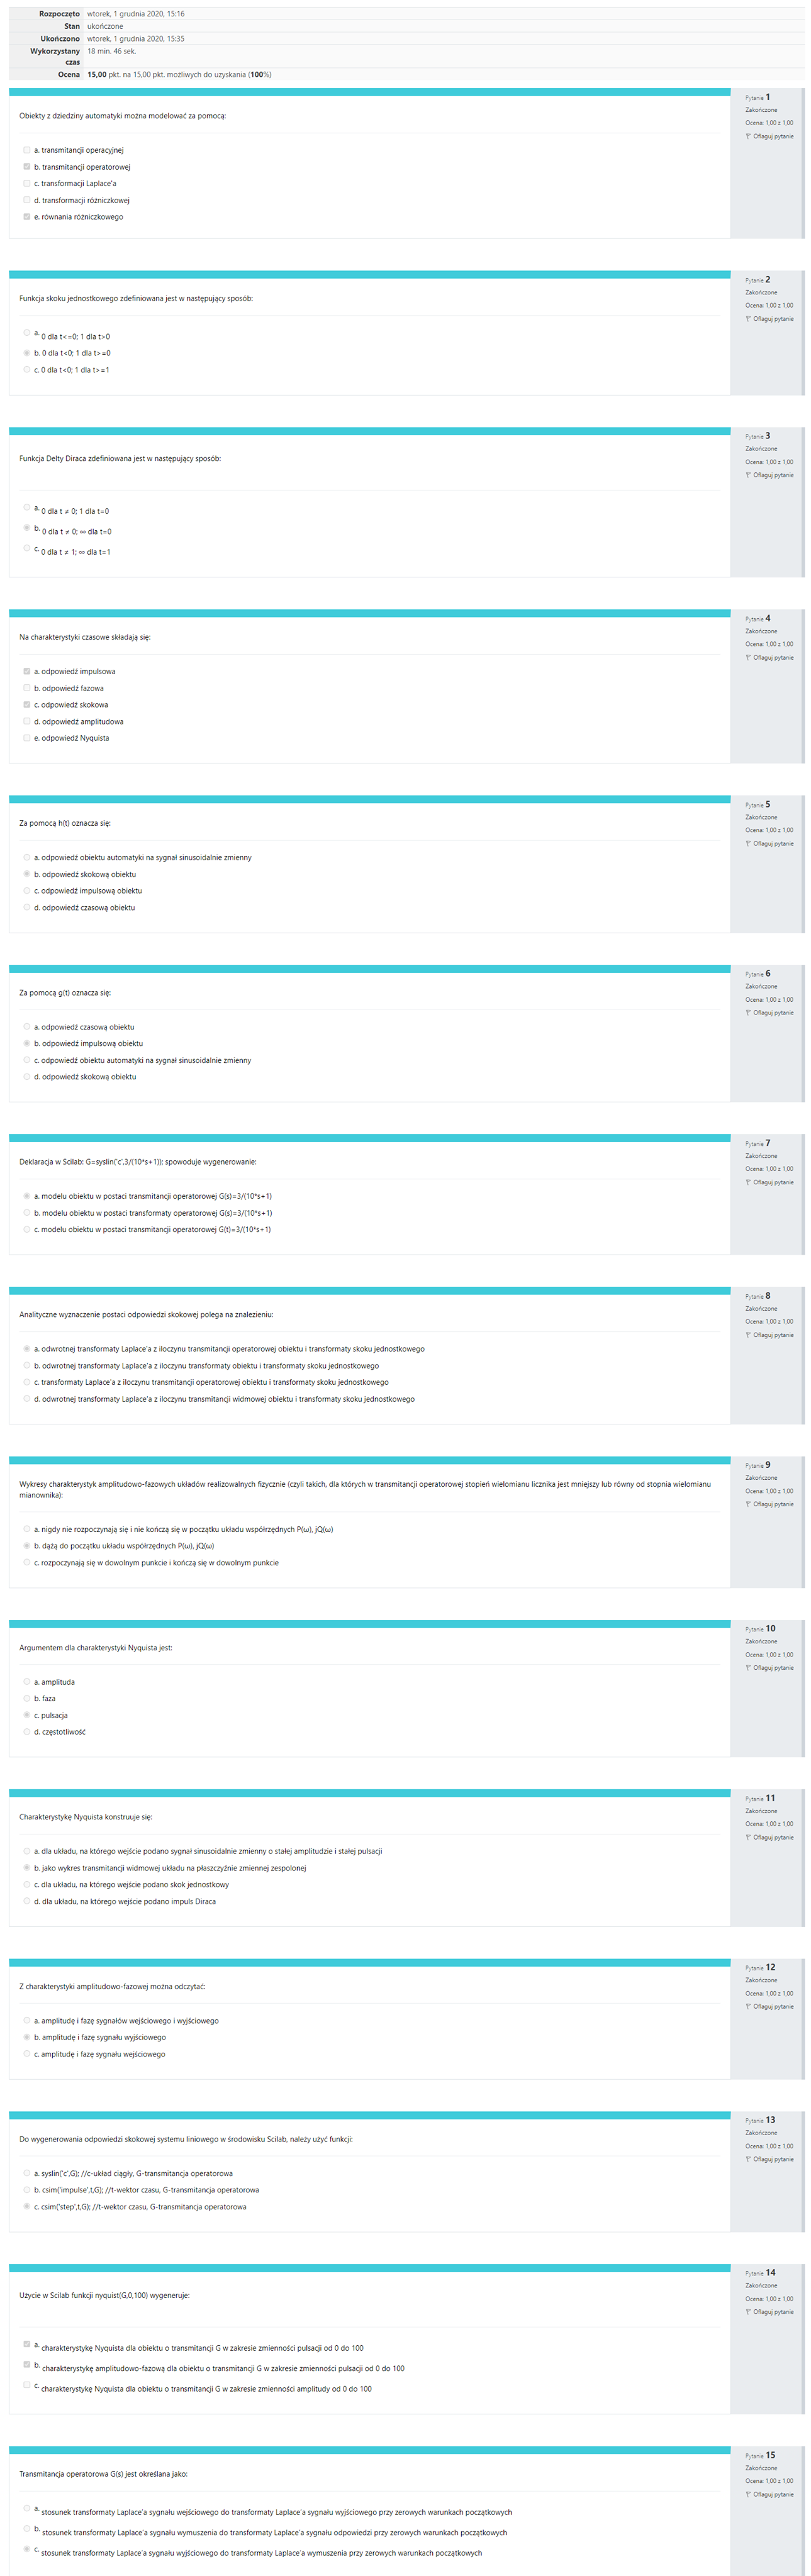 Rozpoczęto wtorek, 1 grudnia 2020, 15:16
Stan ukończone
Ukończono wtorek, 1 grudnia 2020, 15:35
Wykorzystany czas 18 min. 46 sek.
Ocena 15,00 pkt. na 15,00 pkt. możliwych do uzyskania (100%)
Pytanie 1
Zakończone
Ocena: 1,00 z 1,00
Oflaguj pytanie
Obiekty z dziedziny automatyki można modelować za pomocą:
a. transmitancji operacyjnej
b. transmitancji operatorowej
c. transformacji Laplace'a
d. transformacji różniczkowej
e. równania różniczkowego
Pytanie 2
Zakończone
Ocena: 1,00 z 1,00
Oflaguj pytanie
Funkcja skoku jednostkowego zdefiniowana jest w następujący sposób:
a. 0 dla t<=0; 1 dla t>0
b. 0 dla t<0; 1 dla t>=0
c. 0 dla t<0; 1 dla t>=1
Pytanie 3
Zakończone
Ocena: 1,00 z 1,00
Oflaguj pytanie
Funkcja Delty Diraca zdefiniowana jest w następujący sposób:
a. 0 dla t ≠ 0; 1 dla t=0
b. 0 dla t ≠ 0; ∞ dla t=0
c. 0 dla t ≠ 1; ∞ dla t=1
Pytanie 4
Zakończone
Ocena: 1,00 z 1,00
Oflaguj pytanie
Na charakterystyki czasowe składają się:
a. odpowiedź impulsowa
b. odpowiedź fazowa
c. odpowiedź skokowa
d. odpowiedź amplitudowa
e. odpowiedź Nyquista
Pytanie 5
Zakończone
Ocena: 1,00 z 1,00
Oflaguj pytanie
Za pomocą h(t) oznacza się:
a. odpowiedź obiektu automatyki na sygnał sinusoidalnie zmienny
b. odpowiedź skokową obiektu
c. odpowiedź impulsową obiektu
d. odpowiedź czasową obiektu
Pytanie 6
Zakończone
Ocena: 1,00 z 1,00
Oflaguj pytanie
Za pomocą g(t) oznacza się:
a. odpowiedź czasową obiektu
b. odpowiedź impulsową obiektu
c. odpowiedź obiektu automatyki na sygnał sinusoidalnie zmienny
d. odpowiedź skokową obiektu
Pytanie 7
Zakończone
Ocena: 1,00 z 1,00
Oflaguj pytanie
Deklaracja w Scilab: G=syslin('c',3/(10*s+1)); spowoduje wygenerowanie:
a. modelu obiektu w postaci transmitancji operatorowej G(s)=3/(10*s+1)
b. modelu obiektu w postaci transformaty operatorowej G(s)=3/(10*s+1)
c. modelu obiektu w postaci transmitancji operatorowej G(t)=3/(10*s+1)
Pytanie 8
Zakończone
Ocena: 1,00 z 1,00
Oflaguj pytanie
Analityczne wyznaczenie postaci odpowiedzi skokowej polega na znalezieniu:
a. odwrotnej transformaty Laplace'a z iloczynu transmitancji operatorowej obiektu i transformaty skoku jednostkowego
b. odwrotnej transformaty Laplace'a z iloczynu transformaty obiektu i transformaty skoku jednostkowego
c. transformaty Laplace'a z iloczynu transmitancji operatorowej obiektu i transformaty skoku jednostkowego
d. odwrotnej transformaty Laplace'a z iloczynu transmitancji widmowej obiektu i transformaty skoku jednostkowego
Pytanie 9
Zakończone
Ocena: 1,00 z 1,00
Oflaguj pytanie
Wykresy charakterystyk amplitudowo-fazowych układów realizowalnych fizycznie (czyli takich, dla których w transmitancji operatorowej stopień wielomianu licznika jest mniejszy lub równy od stopnia wielomianu
mianownika):
a. nigdy nie rozpoczynają się i nie kończą się w początku układu współrzędnych P(ω), jQ(ω)
b. dążą do początku układu współrzędnych P(ω), jQ(ω)
c. rozpoczynają się w dowolnym punkcie i kończą się w dowolnym punkcie
Pytanie 10
Zakończone
Ocena: 1,00 z 1,00
Oflaguj pytanie
Argumentem dla charakterystyki Nyquista jest:
a. amplituda
b. faza
c. pulsacja
d. częstotliwość
Pytanie 11
Zakończone
Ocena: 1,00 z 1,00
Oflaguj pytanie
Charakterystykę Nyquista konstruuje się:
a. dla układu, na którego wejście podano sygnał sinusoidalnie zmienny o stałej amplitudzie i stałej pulsacji
b. jako wykres transmitancji widmowej układu na płaszczyźnie zmiennej zespolonej
c. dla układu, na którego wejście podano skok jednostkowy
d. dla układu, na którego wejście podano impuls Diraca
Pytanie 12
Zakończone
Ocena: 1,00 z 1,00
Oflaguj pytanie
Z charakterystyki amplitudowo-fazowej można odczytać:
a. amplitudę i fazę sygnałów wejściowego i wyjściowego
b. amplitudę i fazę sygnału wyjściowego
c. amplitudę i fazę sygnału wejściowego
Pytanie 13
Zakończone
Ocena: 1,00 z 1,00
Oflaguj pytanie
Do wygenerowania odpowiedzi skokowej systemu liniowego w środowisku Scilab, należy użyć funkcji:
a. syslin('c',G); //c-układ ciągły, G-transmitancja operatorowa
b. csim('impulse',t,G); //t-wektor czasu, G-transmitancja operatorowa
c. csim('step',t,G); //t-wektor czasu, G-transmitancja operatorowa
Pytanie 14
Zakończone
Ocena: 1,00 z 1,00
Oflaguj pytanie
Użycie w Scilab funkcji nyquist(G,0,100) wygeneruje:
a. charakterystykę Nyquista dla obiektu o transmitancji G w zakresie zmienności pulsacji od 0 do 100
b. charakterystykę amplitudowo-fazową dla obiektu o transmitancji G w zakresie zmienności pulsacji od 0 do 100
c. charakterystykę Nyquista dla obiektu o transmitancji G w zakresie zmienności amplitudy od 0 do 100
Pytanie 15
Zakończone
Ocena: 1,00 z 1,00
Oflaguj pytanie
Transmitancja operatorowa G(s) jest określana jako:
a. stosunek transformaty Laplace'a sygnału wejściowego do transformaty Laplace'a sygnału wyjściowego przy zerowych warunkach początkowych
b. stosunek transformaty Laplace'a sygnału wymuszenia do transformaty Laplace'a sygnału odpowiedzi przy zerowych warunkach początkowych
c. stosunek transformaty Laplace'a sygnału wyjściowego do transformaty Laplace'a wymuszenia przy zerowych warunkach początkowych